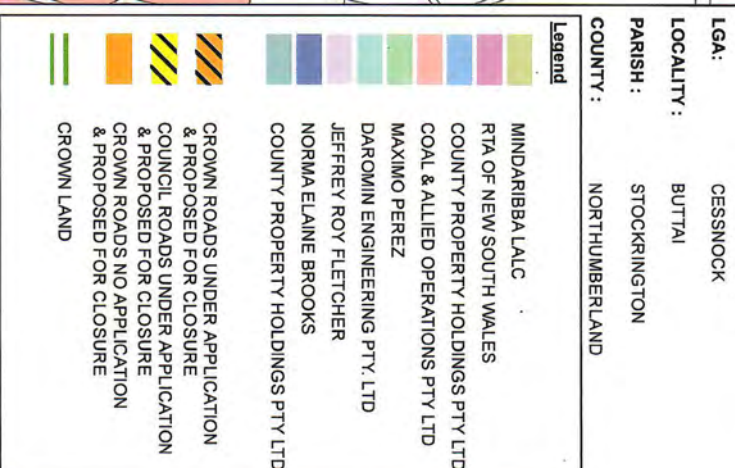 LGA: CESSNOCK
LOCALITY: BUTTAI
PARISH: STOCKRINGTON
COUNTY: NORTHUMBERLAND
Legend
MINDARIBBA LALC
RTA OF NEW SOUTH WALES
COUNTY PROPERTY HOLDINGS PTY LTD
COAL & ALLIED OPERATIONS PTY LTD
MAXIMO PEREZ
DAROMIN ENGINEERING PTY. LTD
JEFFREY ROY FLETCHER
NORMA ELAINE BROOKS
COUNTY PROPERTY HOLDINGS PTY LTD
CROWN ROADS UNDER APPLICATION
& PROPOSED FOR CLOSURE
COUNCIL ROADS UNDER APPLICATION
& PROPOSED FOR CLOSURE
CROWN ROADS NO APPLICATION
& PROPOSED FOR CLOSURE
CROWN LAND